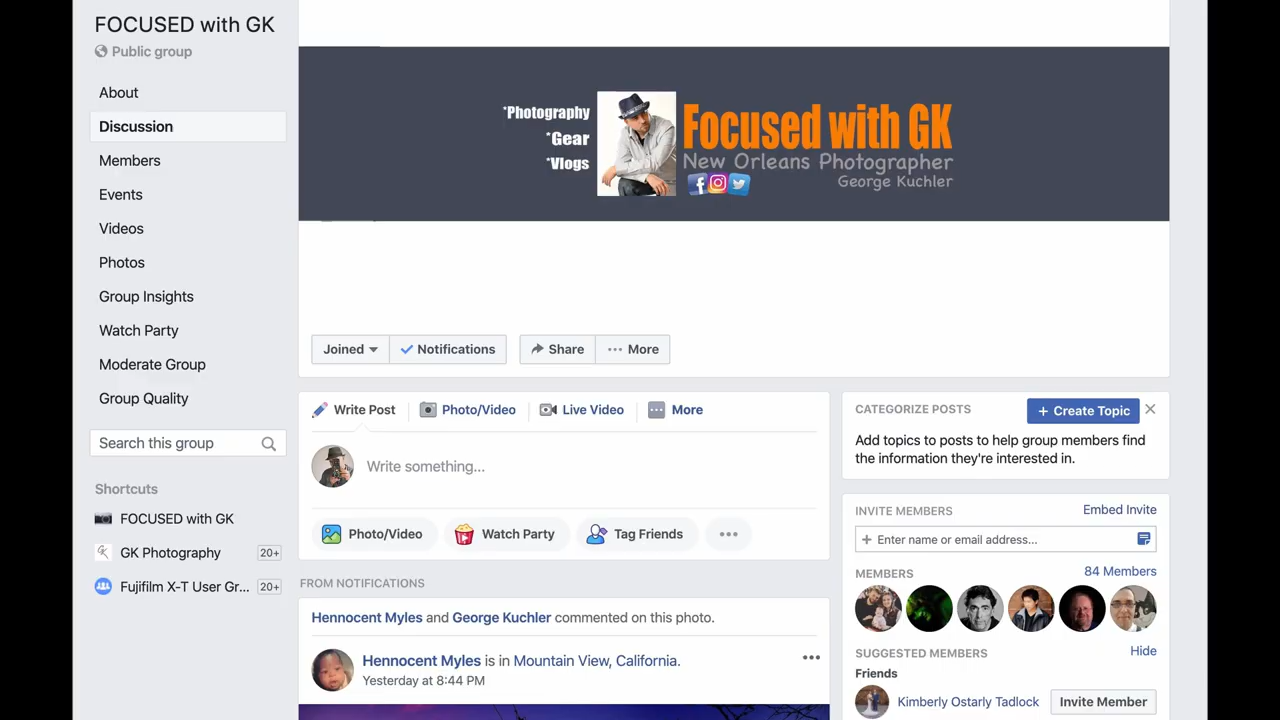 FOCUSED with GK
Public group
About
Discussion
Members
Events
Videos
Photos
Group Insights
Watch Party
Moderate Group
Group Quality
Search this group
Shortcuts
FOCUSED with GK
GK Photography 20+
Fujifilm X-T User Gr... 20+
*Photography
*Gear
*Vlogs
Focused with GK
New Orleans Photographer
George Kuchler
Joined
Notifications
Share
More
Write Post
Photo/Video
Live Video
More
Write something...
Photo/Video
Watch Party
Tag Friends
FROM NOTIFICATIONS
Hennocent Myles and George Kuchler commented on this photo.
Hennocent Myles is in Mountain View, California.
Yesterday at 8:44 PM
CATEGORIZE POSTS
+ Create Topic
Add topics to posts to help group members find
the information they're interested in.
INVITE MEMBERS
Embed Invite
+ Enter name or email address...
MEMBERS
84 Members
SUGGESTED MEMBERS
Hide
Friends
Kimberly Ostarly Tadlock
Invite Member